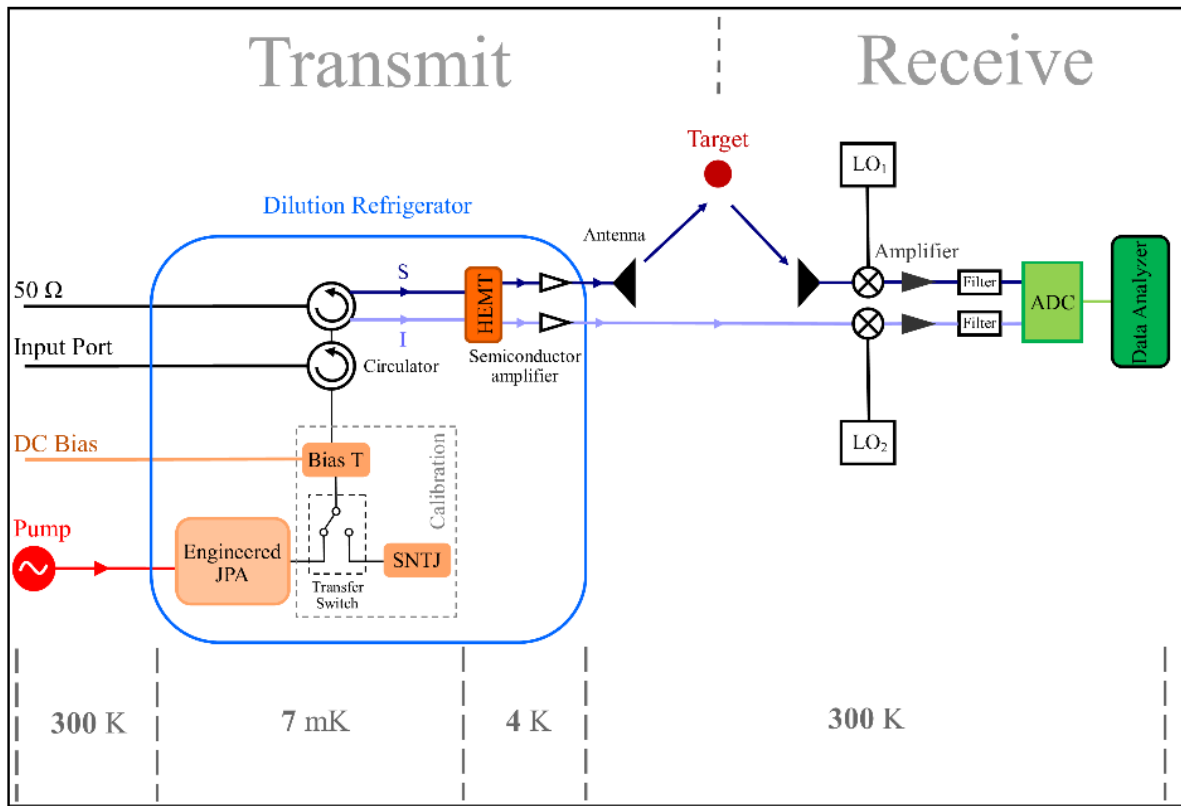 Transmit
Receive
Target
LO₁
Dilution Refrigerator
Antenna
Amplifier
S
50 Ω
HEMT
Filter
ADC
Data Analyzer
I
Filter
Input Port
Circulator
Semiconductor
amplifier
DC Bias
Bias T
Calibration
LO₂
Pump
Engineered
JPA
SNTJ
Transfer
Switch
300 K
7 mK
4 K
300 K